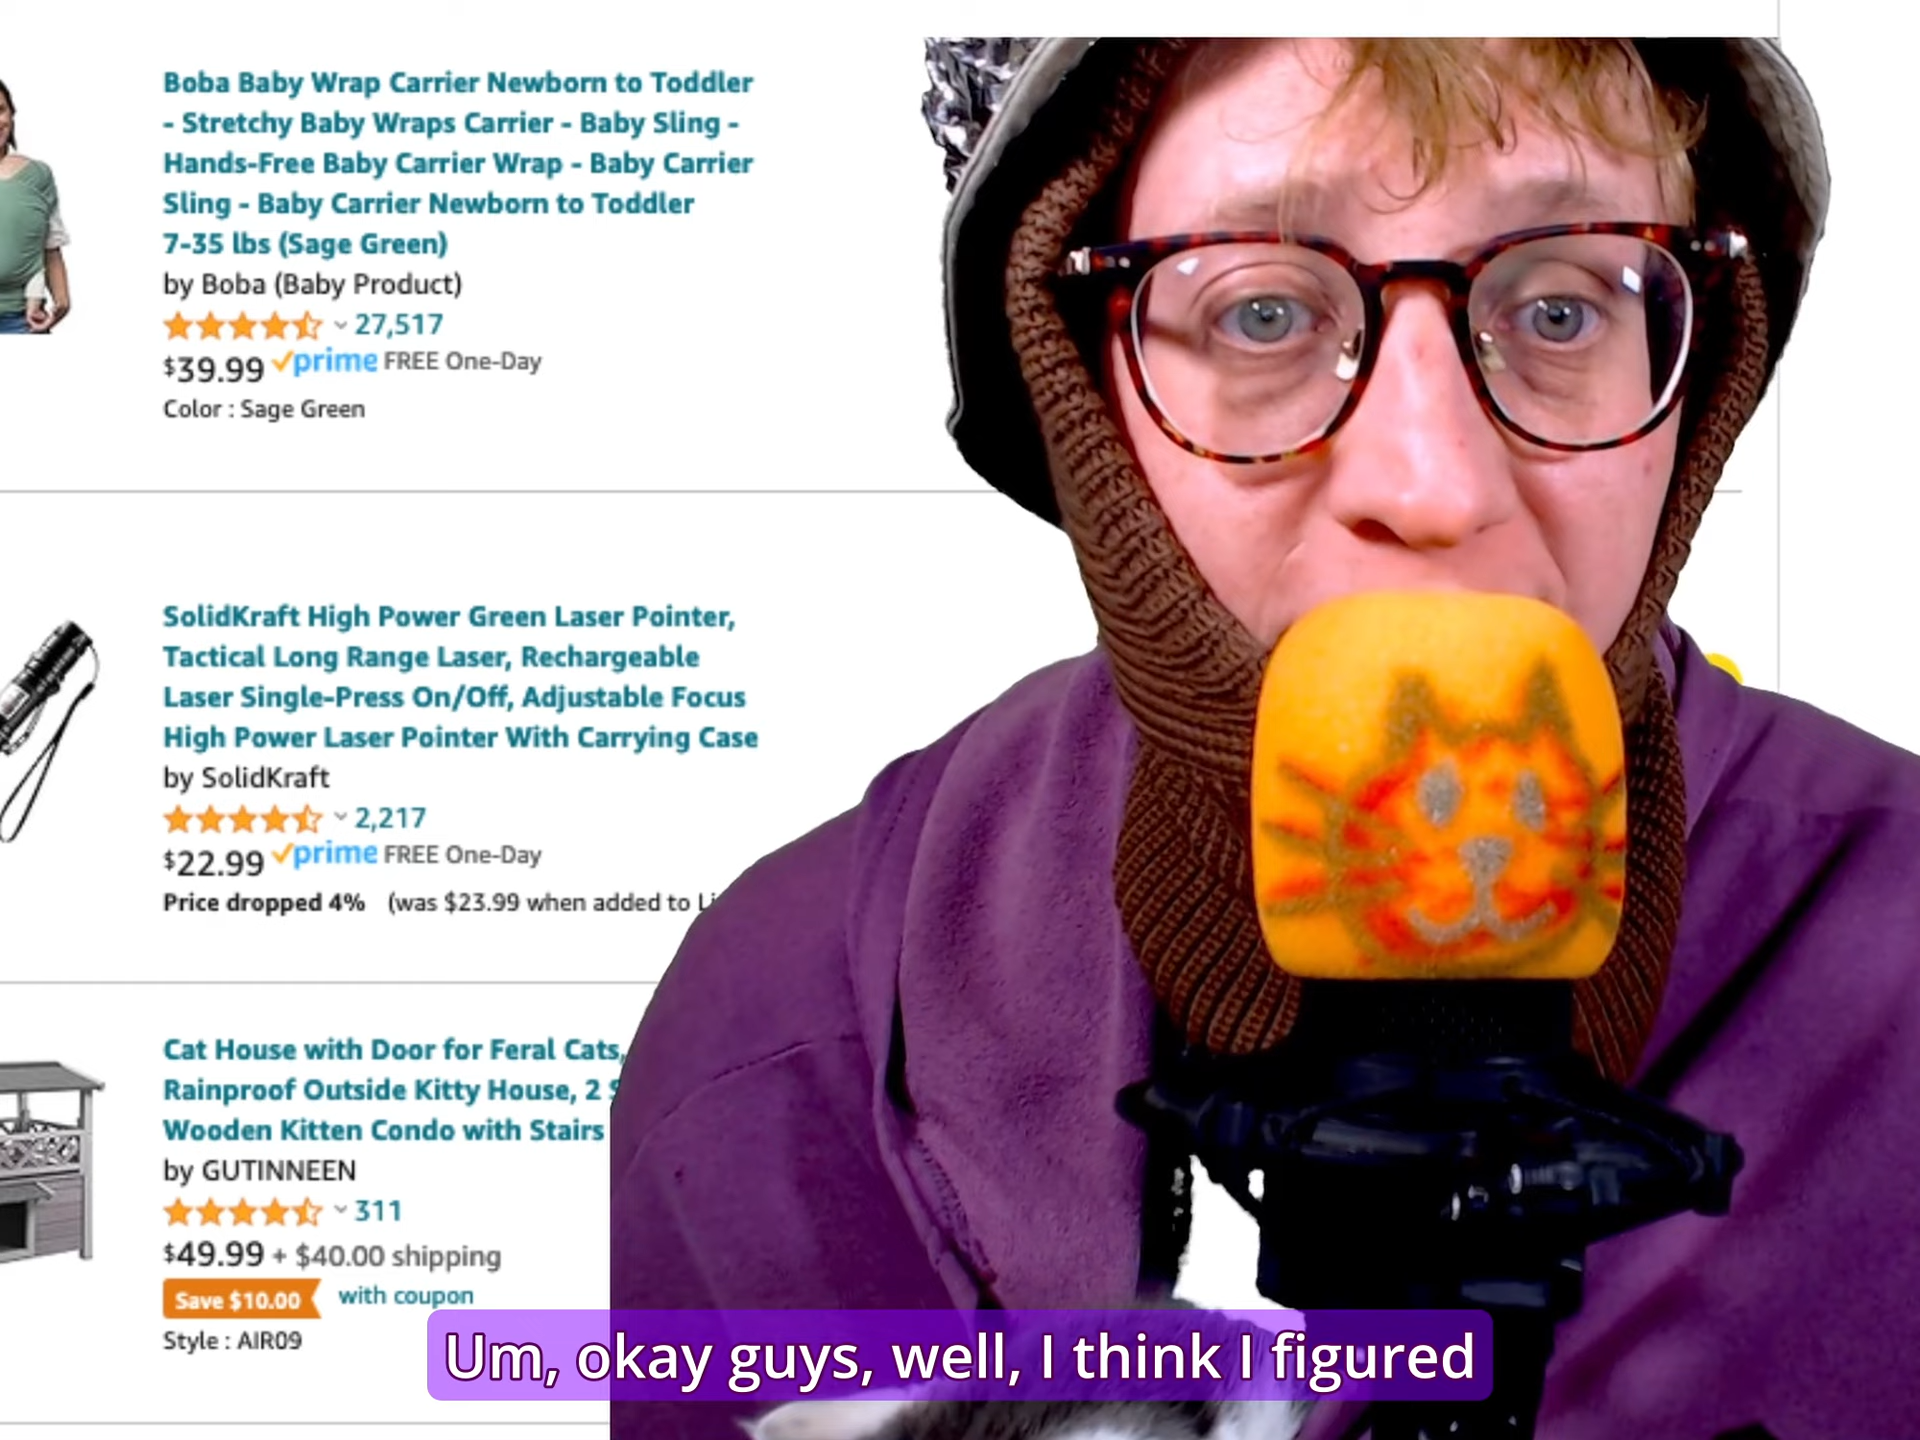 Boba Baby Wrap Carrier Newborn to Toddler
- Stretchy Baby Wraps Carrier - Baby Sling -
Hands-Free Baby Carrier Wrap - Baby Carrier
Sling - Baby Carrier Newborn to Toddler
7-35 lbs (Sage Green)
by Boba (Baby Product)
27,517
$39.99 prime FREE One-Day
Color : Sage Green
SolidKraft High Power Green Laser Pointer,
Tactical Long Range Laser, Rechargeable
Laser Single-Press On/Off, Adjustable Focus
High Power Laser Pointer With Carrying Case
by SolidKraft
2,217
$22.99 prime FREE One-Day
Price dropped 4% (was $23.99 when added to
Cat House with Door for Feral Cats,
Rainproof Outside Kitty House, 2
Wooden Kitten Condo with Stairs
by GUTINNEEN
311
$49.99 + $40.00 shipping
Save $10.00 with coupon
Style : AIR09
Um, okay guys, well, I think I figured